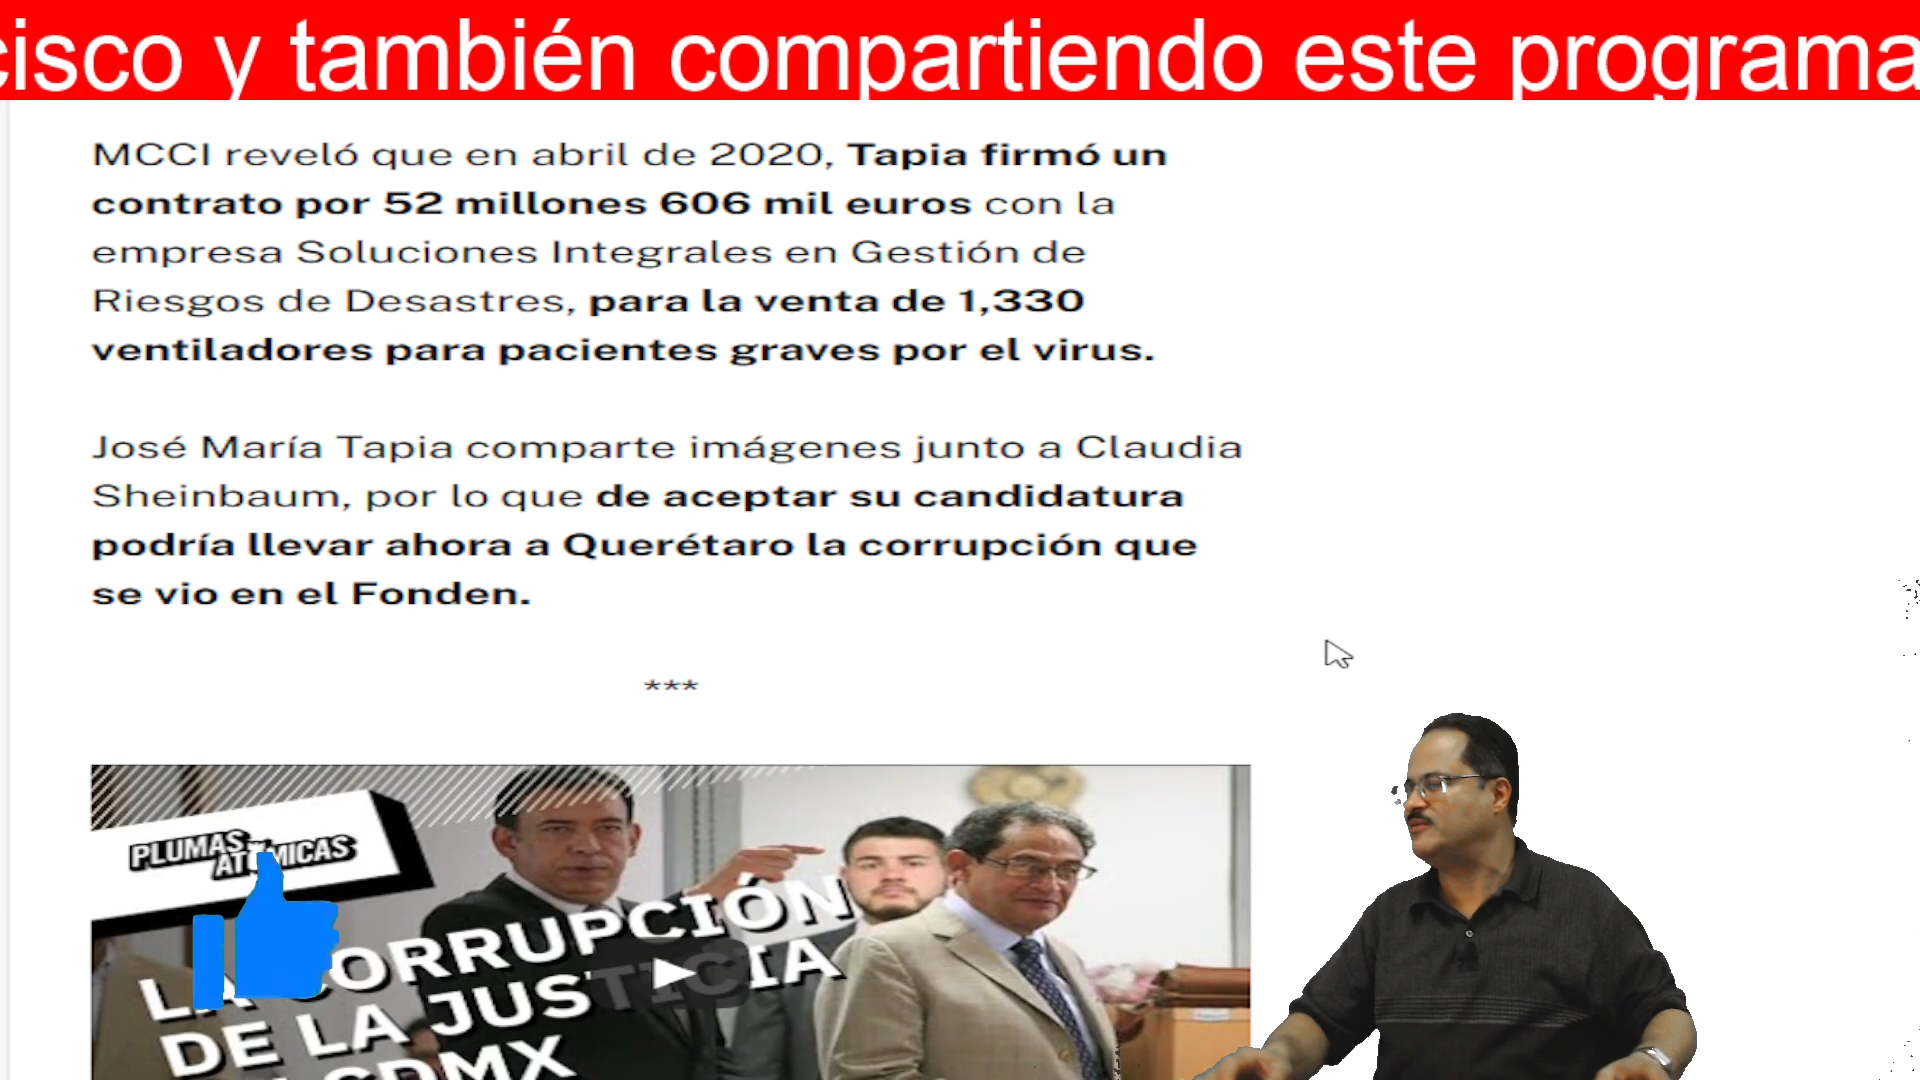 cisco y también compartiendo este programa
MCCI reveló que en abril de 2020, Tapia firmó un
contrato por 52 millones 606 mil euros con la
empresa Soluciones Integrales en Gestión de
Riesgos de Desastres, para la venta de 1,330
ventiladores para pacientes graves por el virus.
José María Tapia comparte imágenes junto a Claudia
Sheinbaum, por lo que de aceptar su candidatura
podría llevar ahora a Querétaro la corrupción que
se vio en el Fonden.
***
PLUMAS
ATÓMICAS
LA CORRUPCIÓN
DE LA JUSTICIA
CDMX